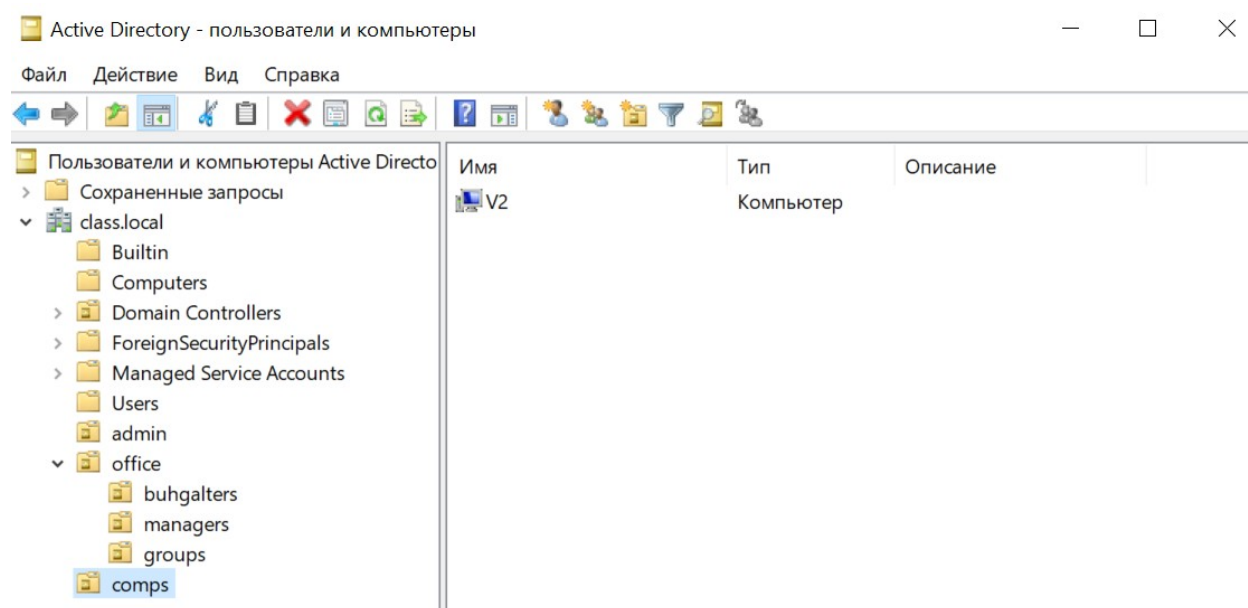 Active Directory - пользователи и компьютеры
Файл Действие Вид Справка
Пользователи и компьютеры Active Directo
Сохраненные запросы
class.local
Builtin
Computers
Domain Controllers
ForeignSecurityPrincipals
Managed Service Accounts
Users
admin
office
buhgalters
managers
groups
comps
Имя Тип Описание
V2 Компьютер